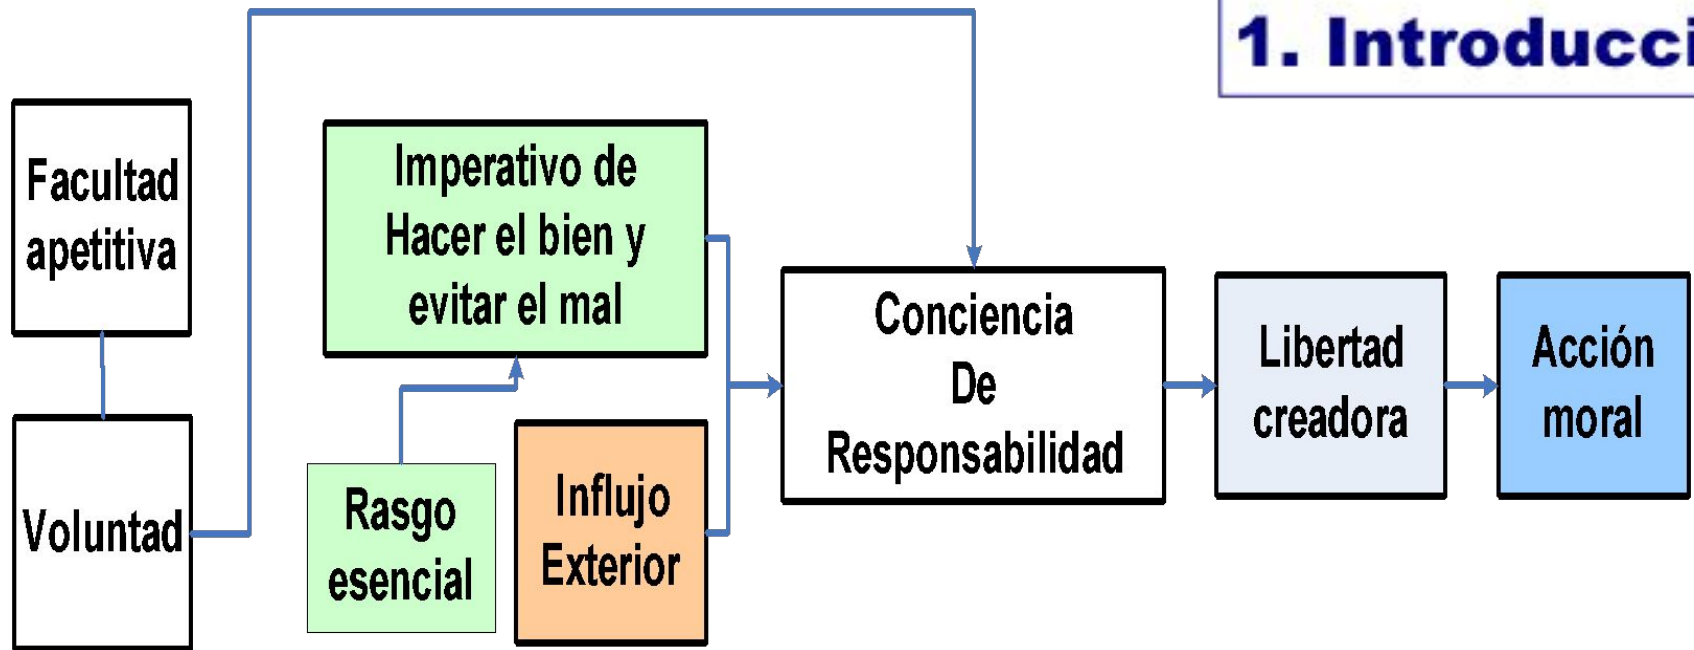 1. Introducci
Facultad
apetitiva
Imperativo de
Hacer el bien y
evitar el mal
Conciencia
De
Responsabilidad
Libertad
creadora
Acción
moral
Voluntad
Rasgo
esencial
Influjo
Exterior